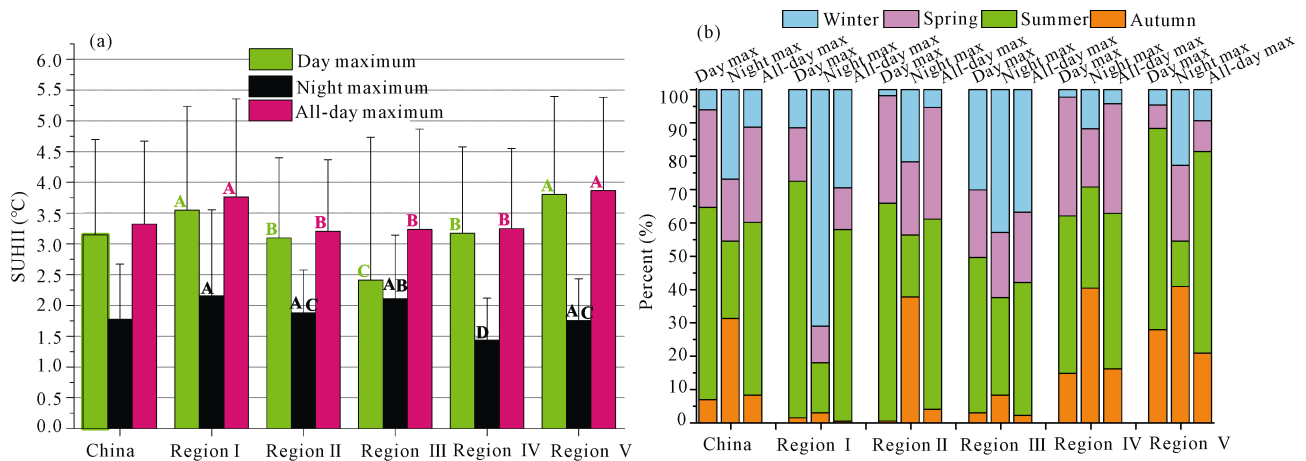 (a)
Day maximum
Night maximum
All-day maximum
SUHII (°C)
6.0
5.5
5.0
4.5
4.0
3.5
3.0
2.5
2.0
1.5
1.0
0.5
0.0
A
A
A
B
A C
B
C
A B
B
B
D
B
A
A C
A
China
Region I
Region II
Region III
Region IV
Region V
(b)
Winter
Spring
Summer
Autumn
Day max
Night max
All-day max
Day max
Night max
All-day max
Day max
Night max
All-day max
Day max
Night max
All-day max
Day max
Night max
All-day max
Day max
Night max
All-day max
Percent (%)
100
90
80
70
60
50
40
30
20
10
0
China
Region I
Region II
Region III
Region IV
Region V